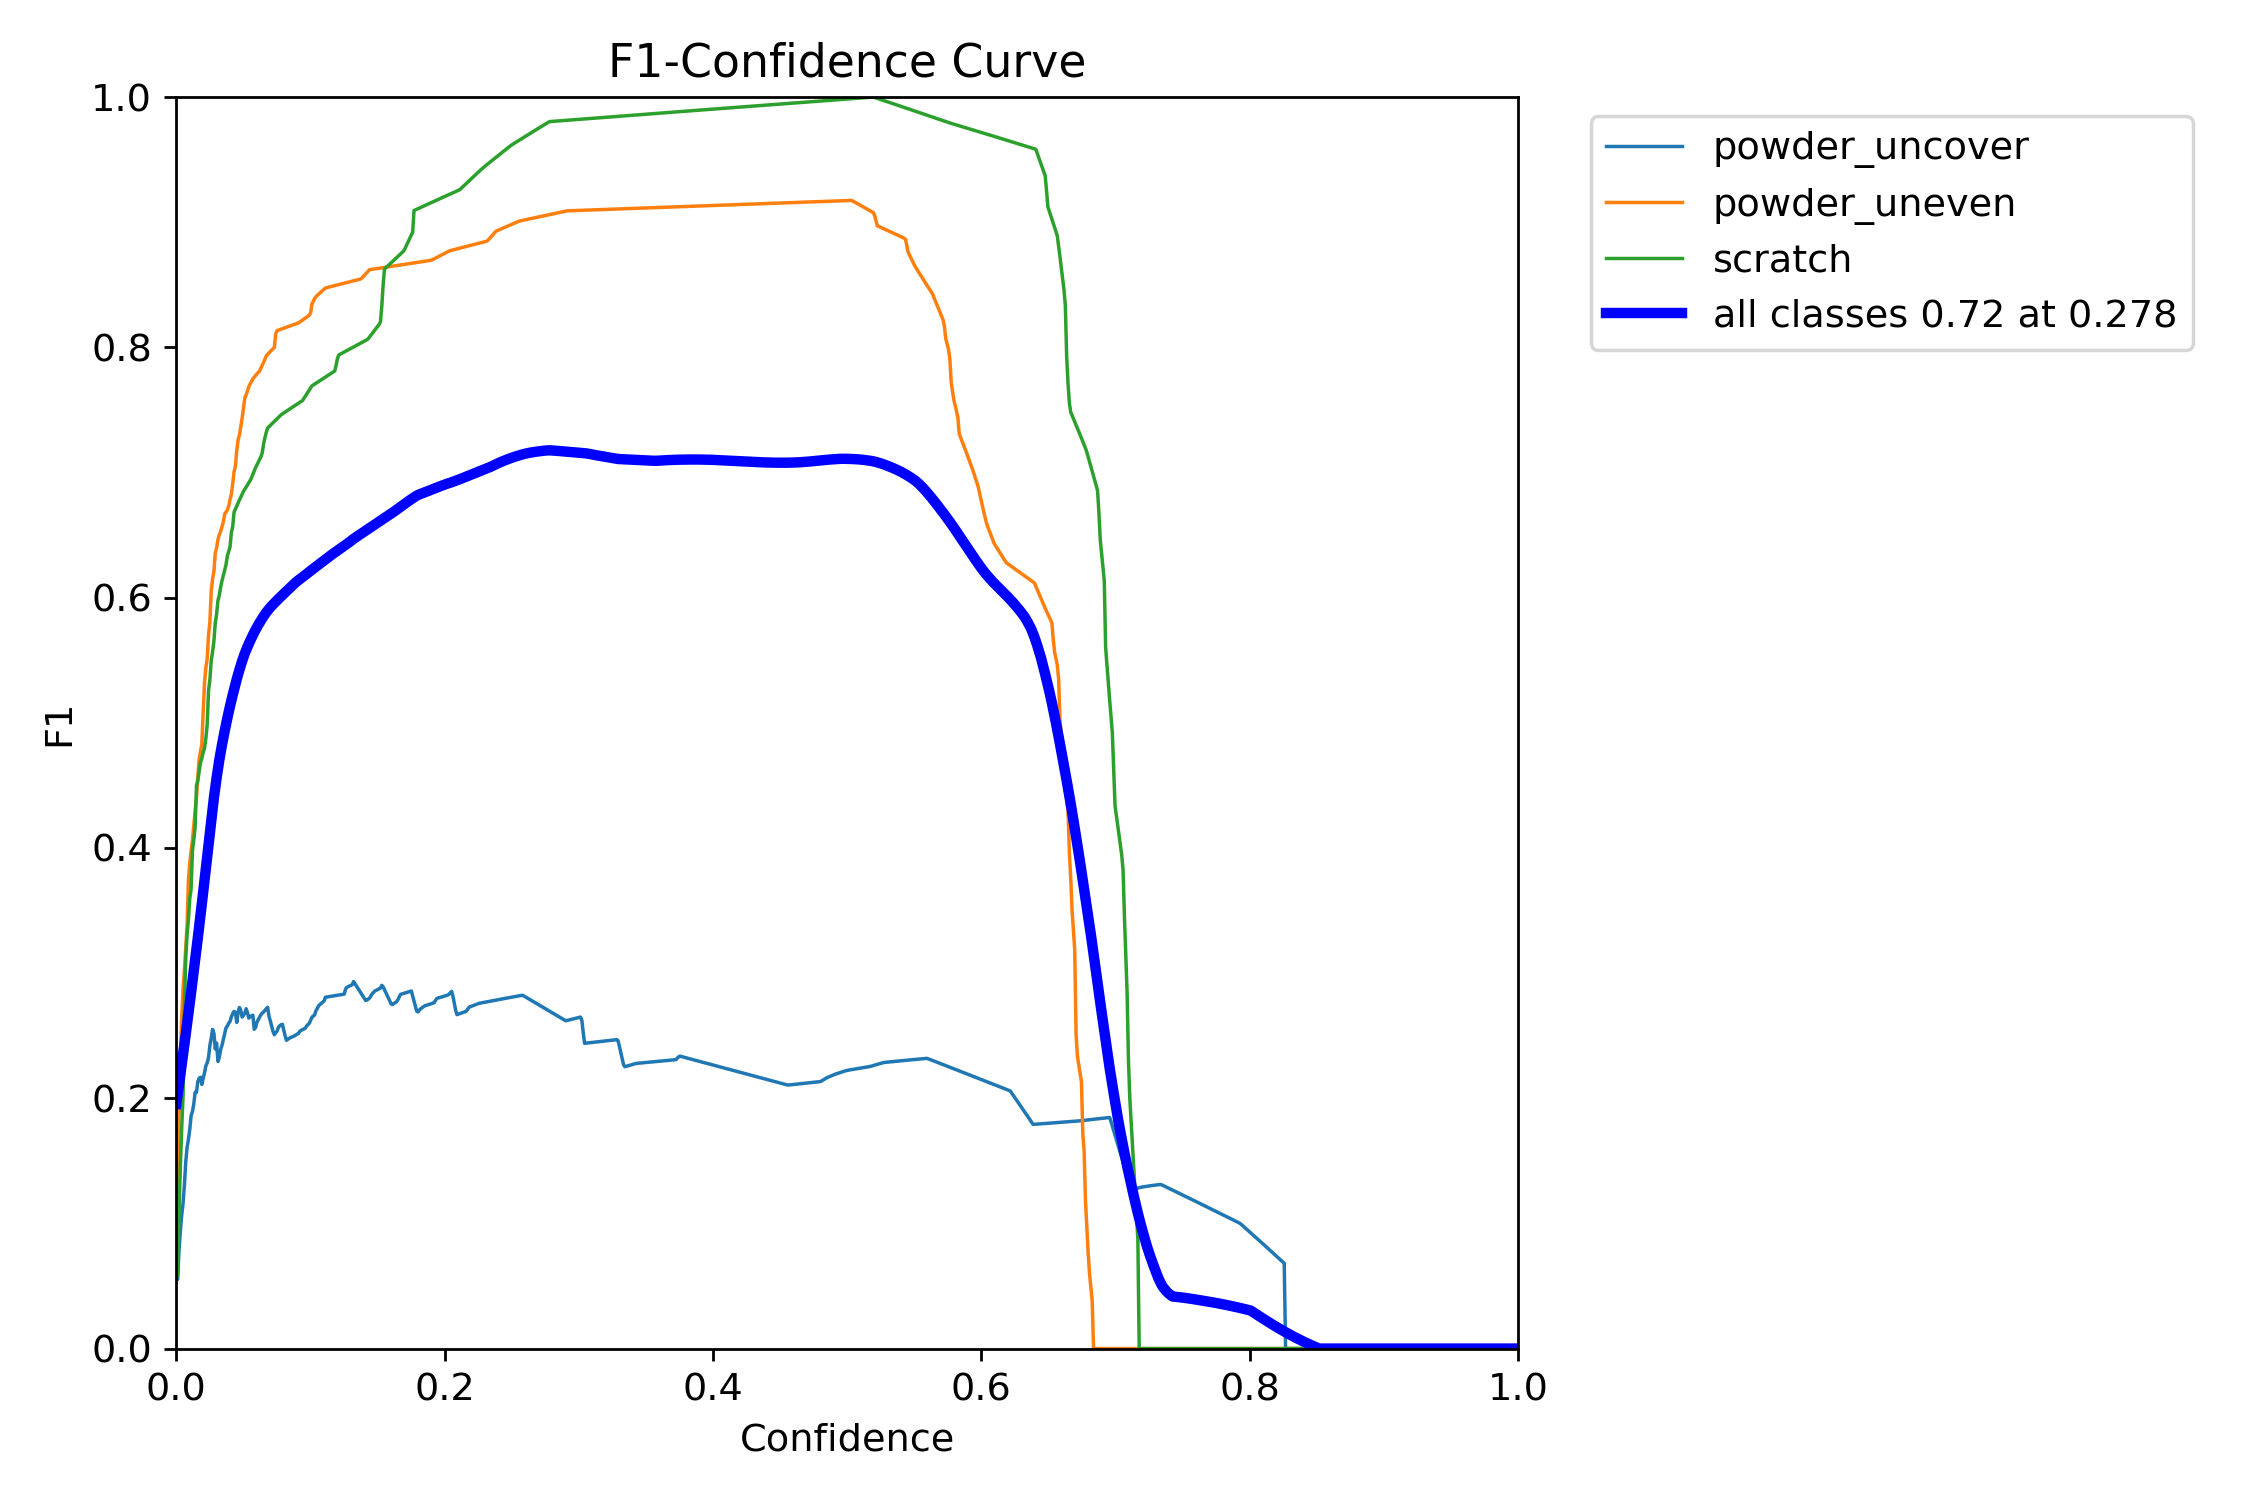 F1-Confidence Curve
1.0
0.8
0.6
0.4
0.2
0.0
F1
0.0 0.2 0.4 0.6 0.8 1.0
Confidence
powder_uncover
powder_uneven
scratch
all classes 0.72 at 0.278